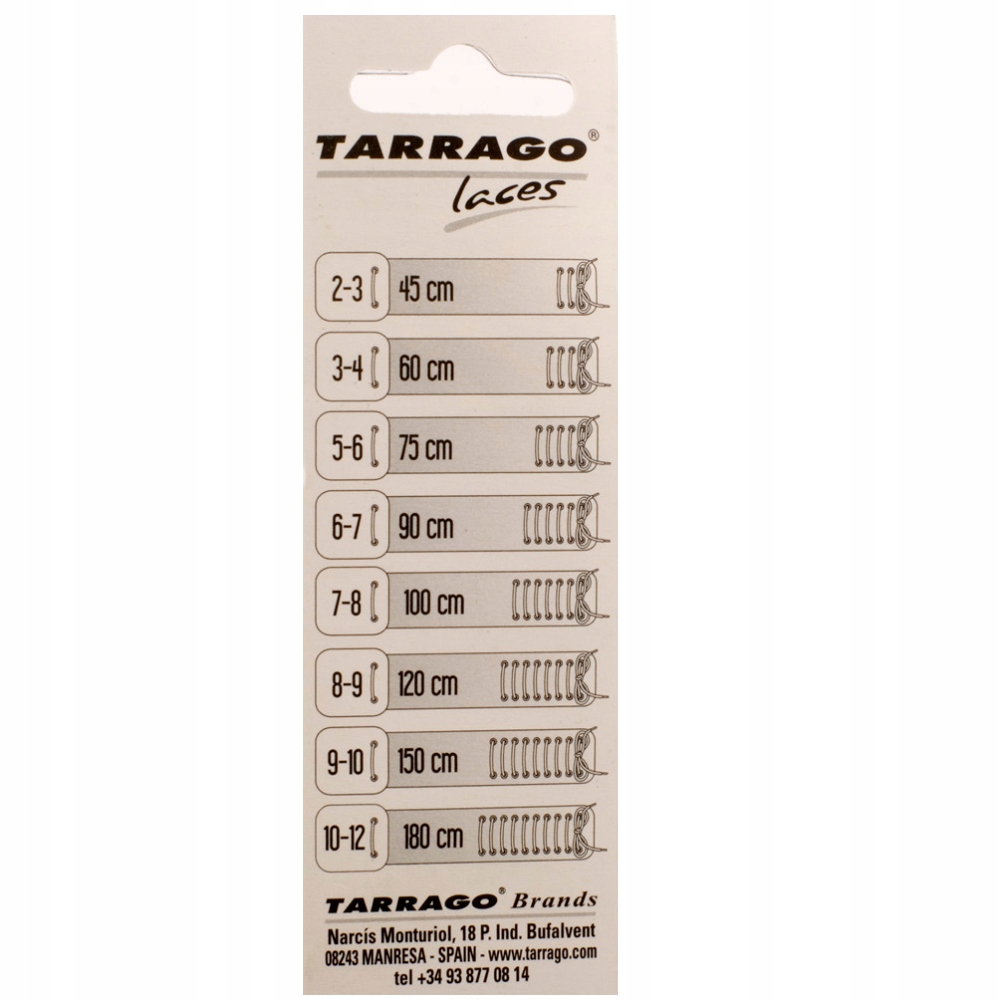 TARRAGO®
laces
2-3 45 cm
3-4 60 cm
5-6 75 cm
6-7 90 cm
7-8 100 cm
8-9 120 cm
9-10 150 cm
10-12 180 cm
TARRAGO® Brands
Narcís Monturiol, 18 P. Ind. Bufalvent
08243 MANRESA - SPAIN - www.tarrago.com
tel +34 93 877 08 14